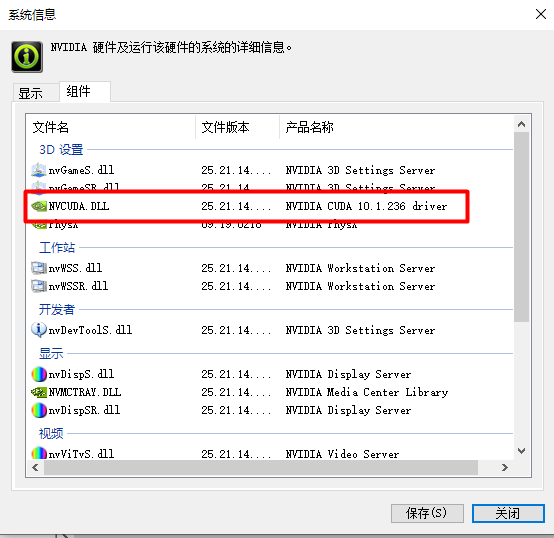 系统信息
NVIDIA 硬件及运行该硬件的系统的详细信息。
显示 组件
文件名 文件版本 产品名称
3D 设置
nvGameS.dll 25.21.14.... NVIDIA 3D Settings Server
nvGameSR.dll 25.21.14.... NVIDIA 3D Settings Server
NVCUDA.DLL 25.21.14.... NVIDIA CUDA 10.1.236 driver
PhysX 09.19.0218 NVIDIA PhysX
工作站
nvWSS.dll 25.21.14.... NVIDIA Workstation Server
nvWSSR.dll 25.21.14.... NVIDIA Workstation Server
开发者
nvDevToolS.dll 25.21.14.... NVIDIA 3D Settings Server
显示
nvDispS.dll 25.21.14.... NVIDIA Display Server
NVMCTRAY.DLL 25.21.14.... NVIDIA Media Center Library
nvDispSR.dll 25.21.14.... NVIDIA Display Server
视频
nvViTvS.dll 25.21.14.... NVIDIA Video Server
保存(S) 关闭